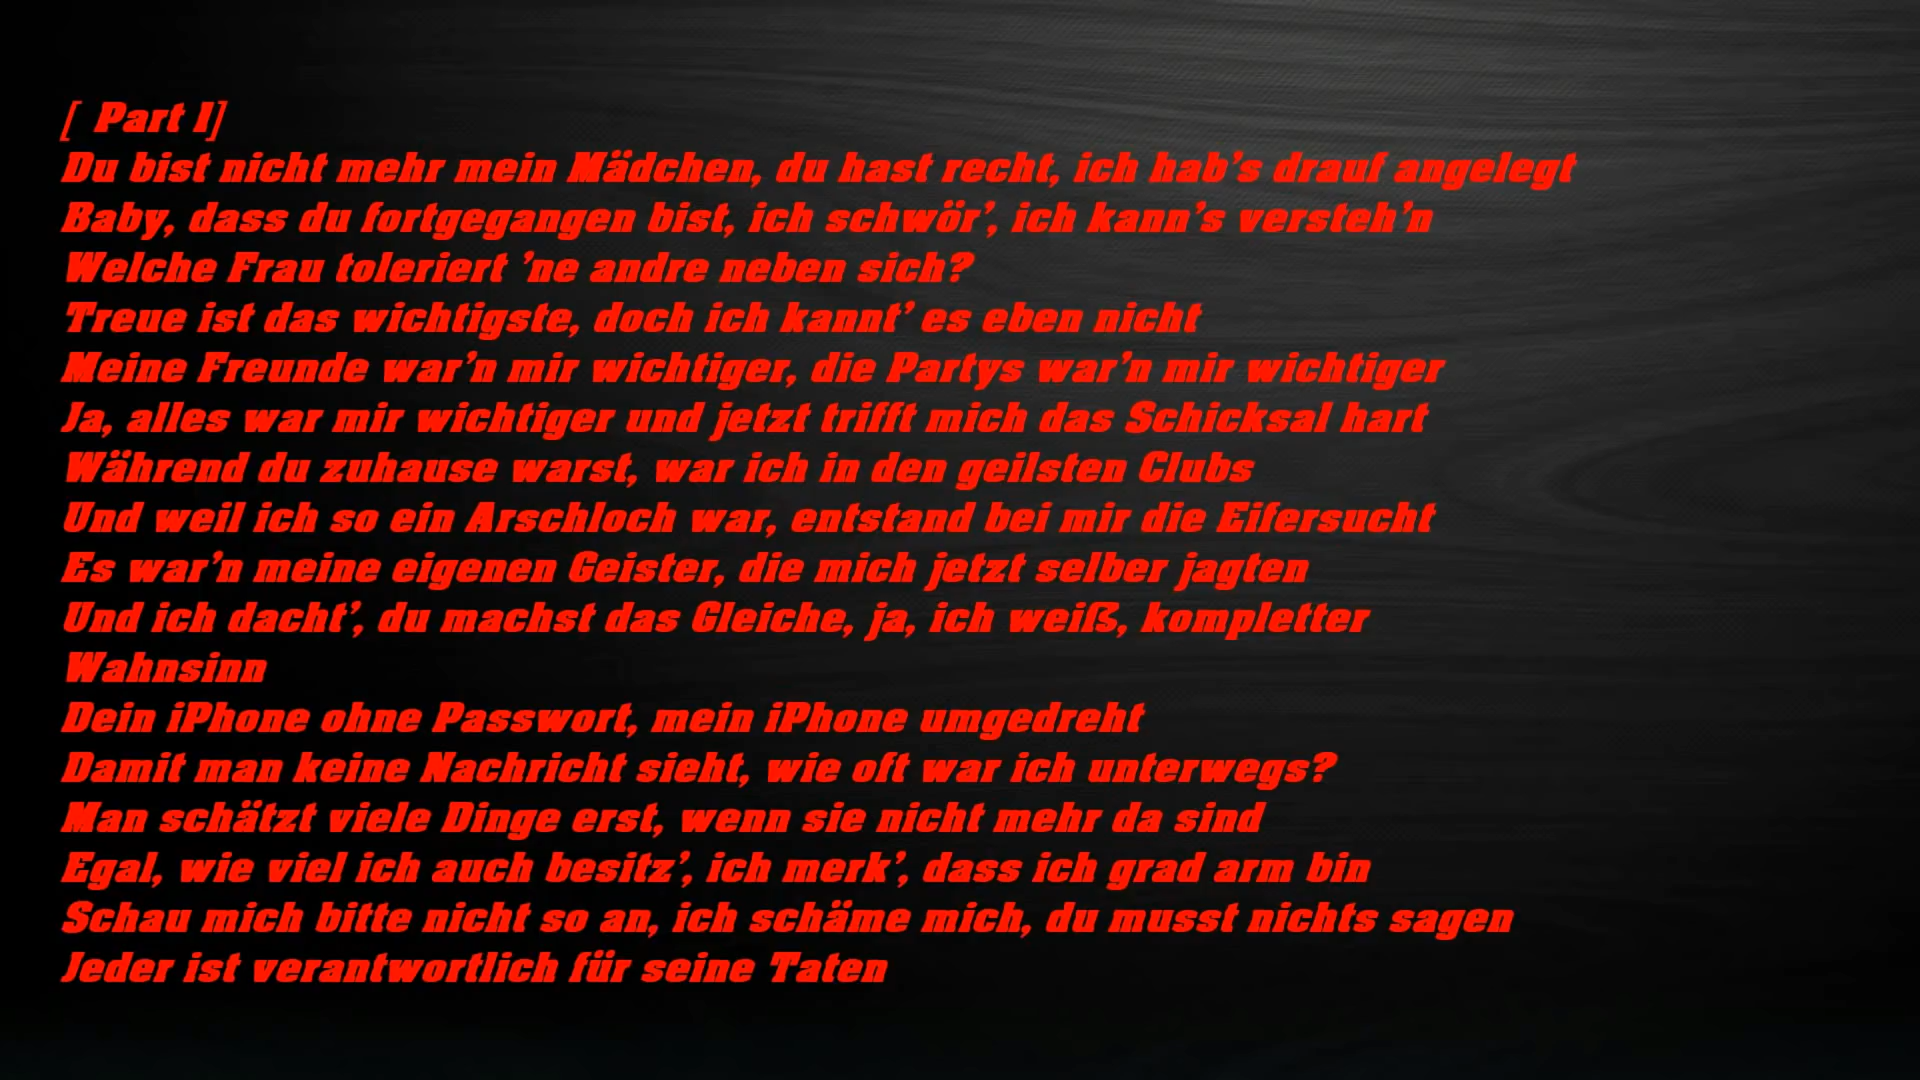 [ Part I]
Du bist nicht mehr mein Mädchen, du hast recht, ich hab's drauf angelegt
Baby, dass du fortgegangen bist, ich schwör', ich kann's versteh'n
Welche Frau toleriert 'ne andre neben sich?
Treue ist das wichtigste, doch ich kannt' es eben nicht
Meine Freunde war'n mir wichtiger, die Partys war'n mir wichtiger
Ja, alles war mir wichtiger und jetzt trifft mich das Schicksal hart
Während du zuhause warst, war ich in den geilsten Clubs
Und weil ich so ein Arschloch war, entstand bei mir die Eifersucht
Es war'n meine eigenen Geister, die mich jetzt selber jagten
Und ich dacht', du machst das Gleiche, ja, ich weiß, kompletter
Wahnsinn
Dein iPhone ohne Passwort, mein iPhone umgedreht
Damit man keine Nachricht sieht, wie oft war ich unterwegs?
Man schätzt viele Dinge erst, wenn sie nicht mehr da sind
Egal, wie viel ich auch besitz', ich merk', dass ich grad arm bin
Schau mich bitte nicht so an, ich schäme mich, du musst nichts sagen
Jeder ist verantwortlich für seine Taten